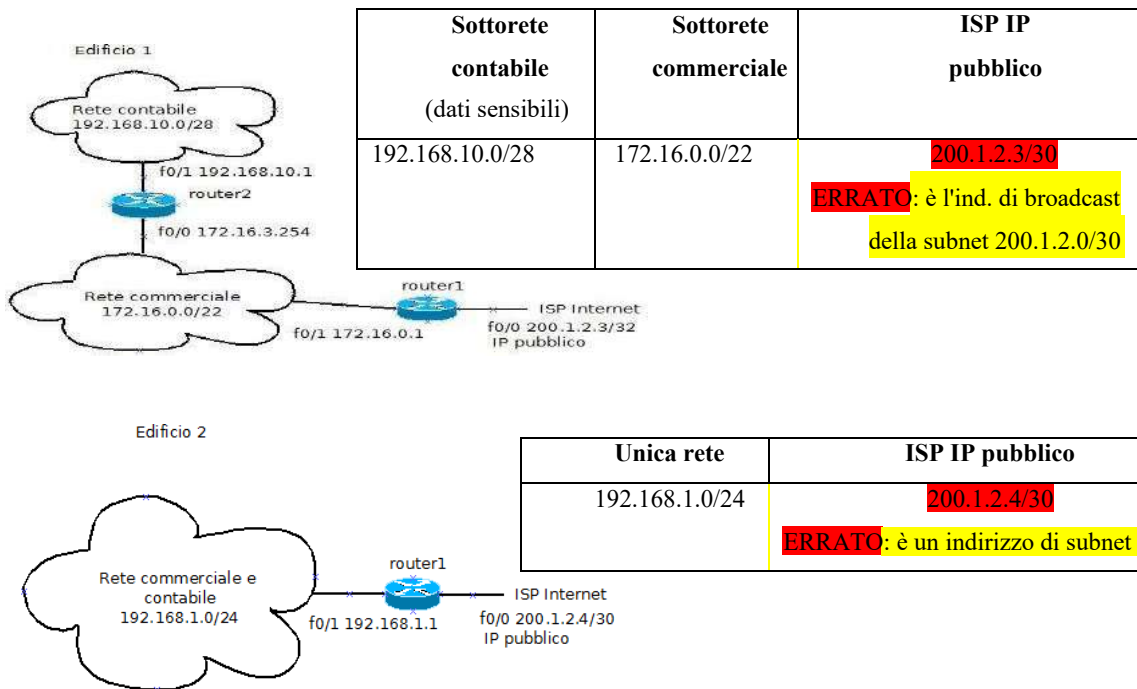 Edificio 1
Rete contabile
192.168.10.0/28
f0/1 192.168.10.1
router2
f0/0 172.16.3.254
Rete commerciale
172.16.0.0/22
router1
f0/1 172.16.0.1
ISP Internet
f0/0 200.1.2.3/32
IP pubblico
Sottorete
contabile
(dati sensibili)
Sottorete
commerciale
ISP IP
pubblico
192.168.10.0/28
172.16.0.0/22
200.1.2.3/30
ERRATO: è l'ind. di broadcast
della subnet 200.1.2.0/30
Edificio 2
Rete commerciale e
contabile
192.168.1.0/24
router1
f0/1 192.168.1.1
ISP Internet
f0/0 200.1.2.4/30
IP pubblico
Unica rete
ISP IP pubblico
192.168.1.0/24
200.1.2.4/30
ERRATO: è un indirizzo di subnet